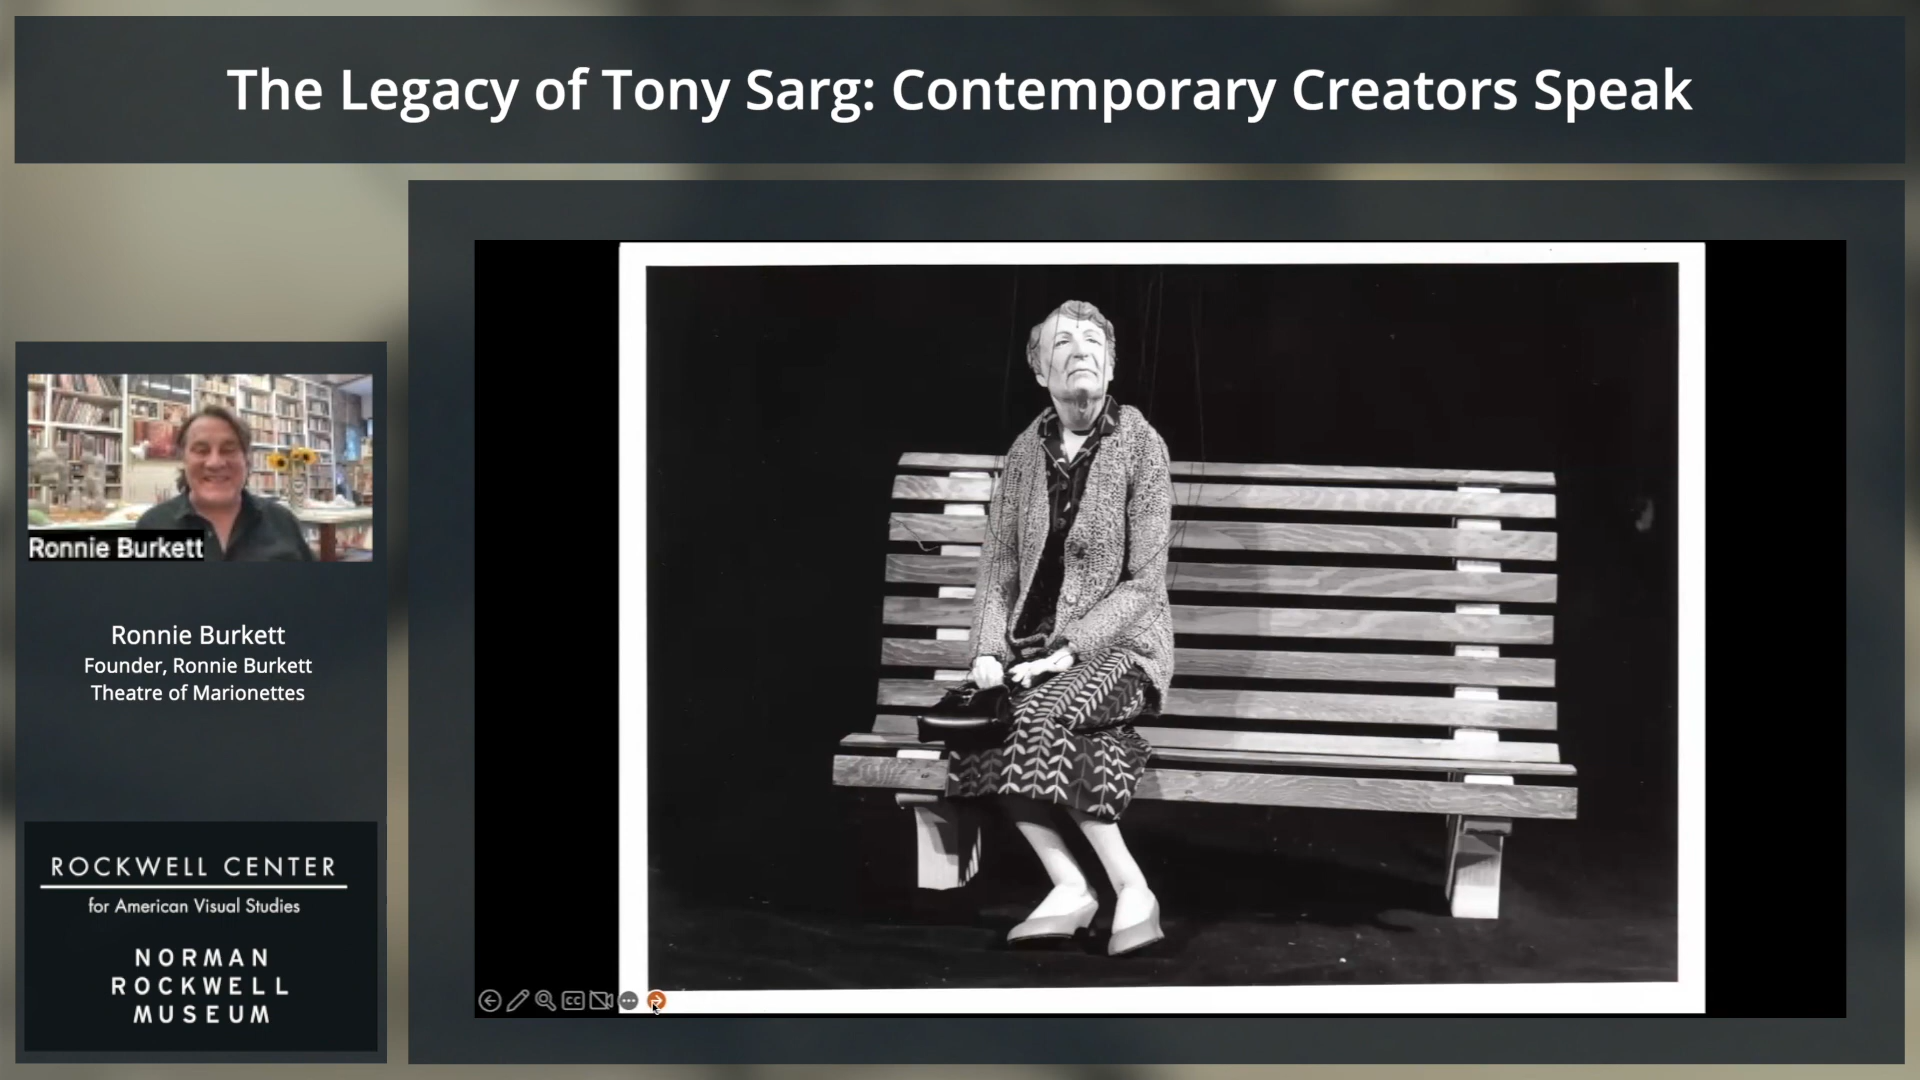 The Legacy of Tony Sarg: Contemporary Creators Speak
Ronnie Burkett
Ronnie Burkett
Founder, Ronnie Burkett
Theatre of Marionettes
ROCKWELL CENTER
for American Visual Studies
NORMAN
ROCKWELL
MUSEUM
CC